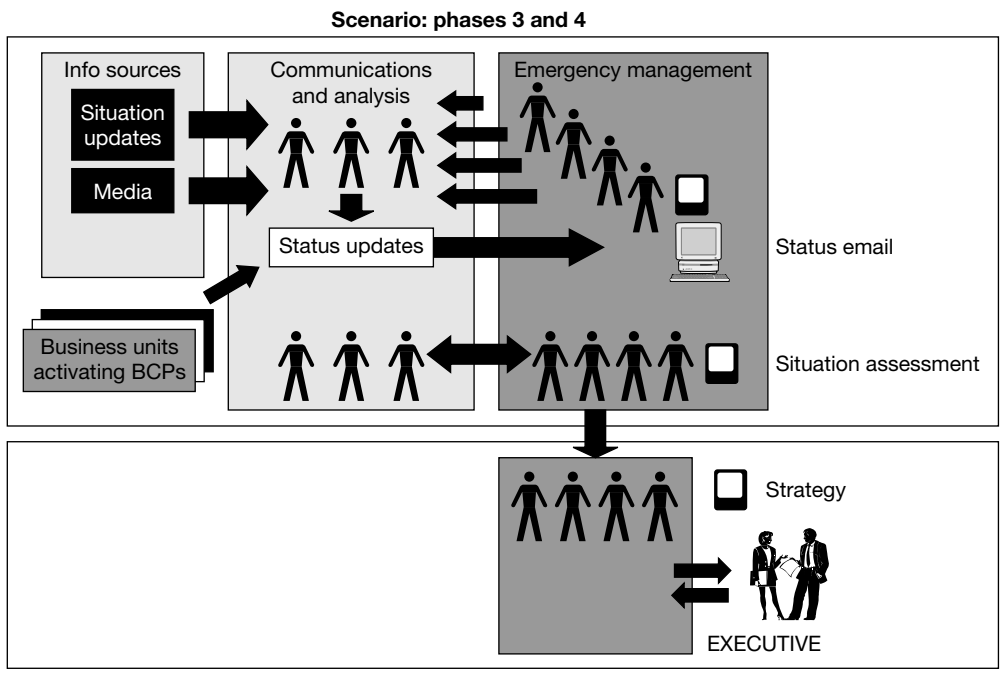 Scenario: phases 3 and 4
Info sources
Situation
updates
Media
Communications
and analysis
Emergency management
Status updates
Status email
Business units
activating BCPs
Situation assessment
Strategy
EXECUTIVE